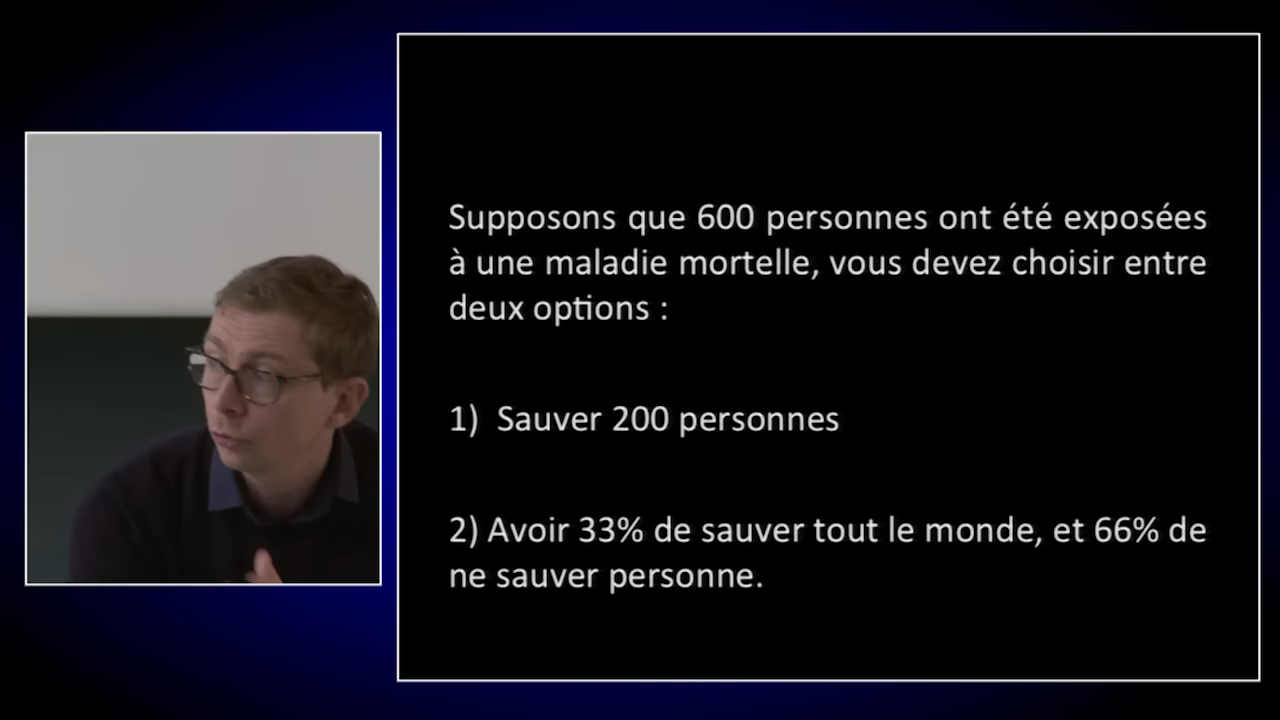 Supposons que 600 personnes ont été exposées
à une maladie mortelle, vous devez choisir entre
deux options :
1) Sauver 200 personnes
2) Avoir 33% de sauver tout le monde, et 66% de
ne sauver personne.